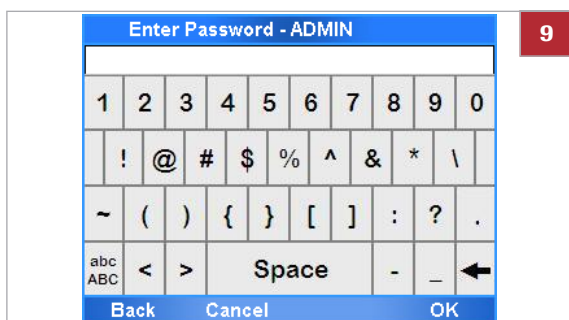 Enter Password - ADMIN
9
1 2 3 4 5 6 7 8 9 0
! @ # $ % ^ & * \
~ ( ) { } [ ] : ? .
abc
ABC < > Space - _ ←
Back Cancel OK